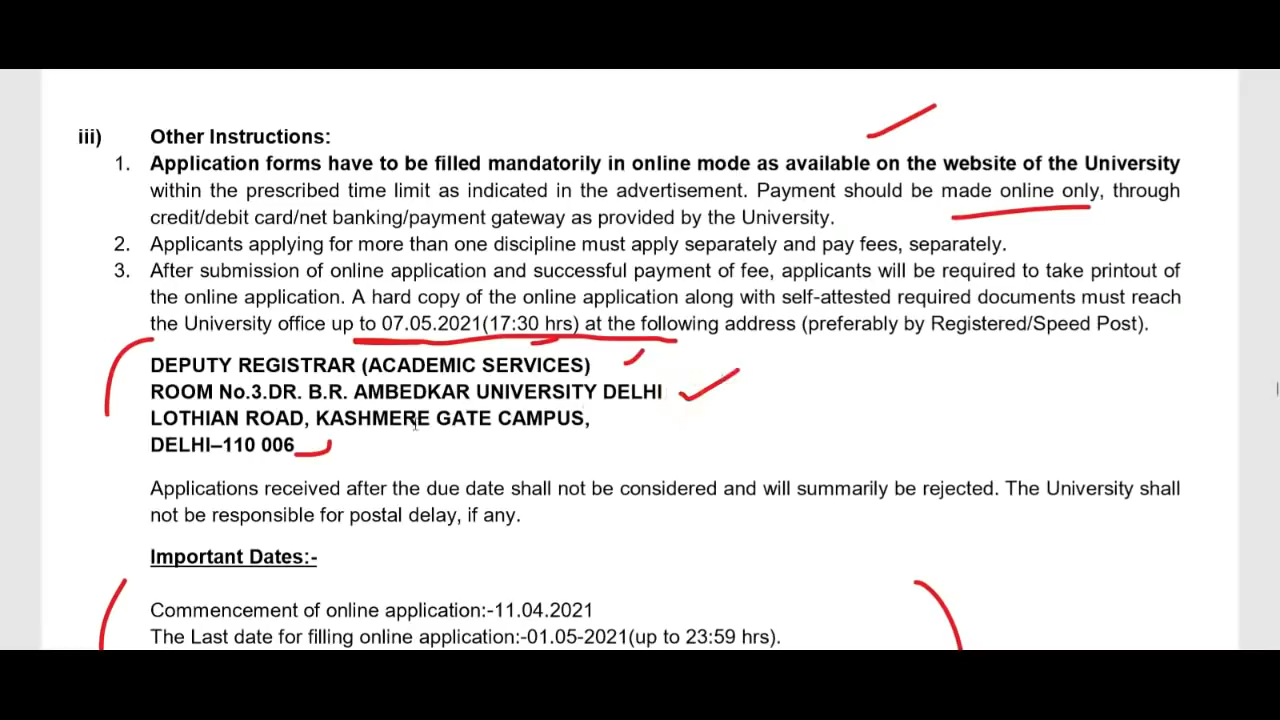 iii) Other Instructions:
1. Application forms have to be filled mandatorily in online mode as available on the website of the University
within the prescribed time limit as indicated in the advertisement. Payment should be made online only, through
credit/debit card/net banking/payment gateway as provided by the University.
2. Applicants applying for more than one discipline must apply separately and pay fees, separately.
3. After submission of online application and successful payment of fee, applicants will be required to take printout of
the online application. A hard copy of the online application along with self-attested required documents must reach
the University office up to 07.05.2021(17:30 hrs) at the following address (preferably by Registered/Speed Post).
DEPUTY REGISTRAR (ACADEMIC SERVICES)
ROOM No.3.DR. B.R. AMBEDKAR UNIVERSITY DELHI
LOTHIAN ROAD, KASHMERE GATE CAMPUS,
DELHI–110 006
Applications received after the due date shall not be considered and will summarily be rejected. The University shall
not be responsible for postal delay, if any.
Important Dates:-
Commencement of online application:-11.04.2021
The Last date for filling online application:-01.05-2021(up to 23:59 hrs).